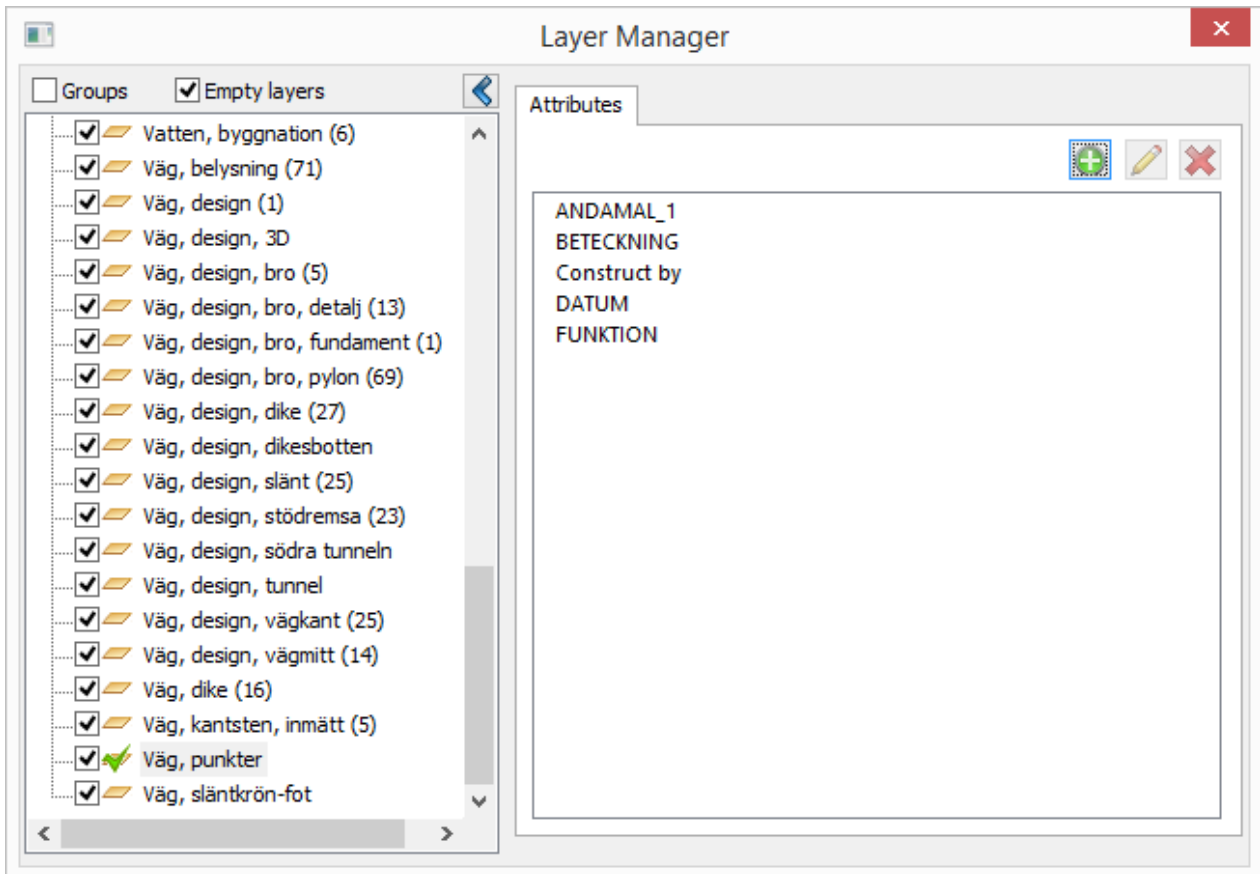 Layer Manager
Groups
Empty layers
Vatten, byggnation (6)
Väg, belysning (71)
Väg, design (1)
Väg, design, 3D
Väg, design, bro (5)
Väg, design, bro, detalj (13)
Väg, design, bro, fundament (1)
Väg, design, bro, pylon (69)
Väg, design, dike (27)
Väg, design, dikesbotten
Väg, design, slänt (25)
Väg, design, stödremsa (23)
Väg, design, södra tunneln
Väg, design, tunnel
Väg, design, vägkant (25)
Väg, design, vägmitt (14)
Väg, dike (16)
Väg, kantsten, inmätt (5)
Väg, punkter
Väg, släntkrön-fot
Attributes
ANDAMAL_1
BETECKNING
Construct by
DATUM
FUNKTION